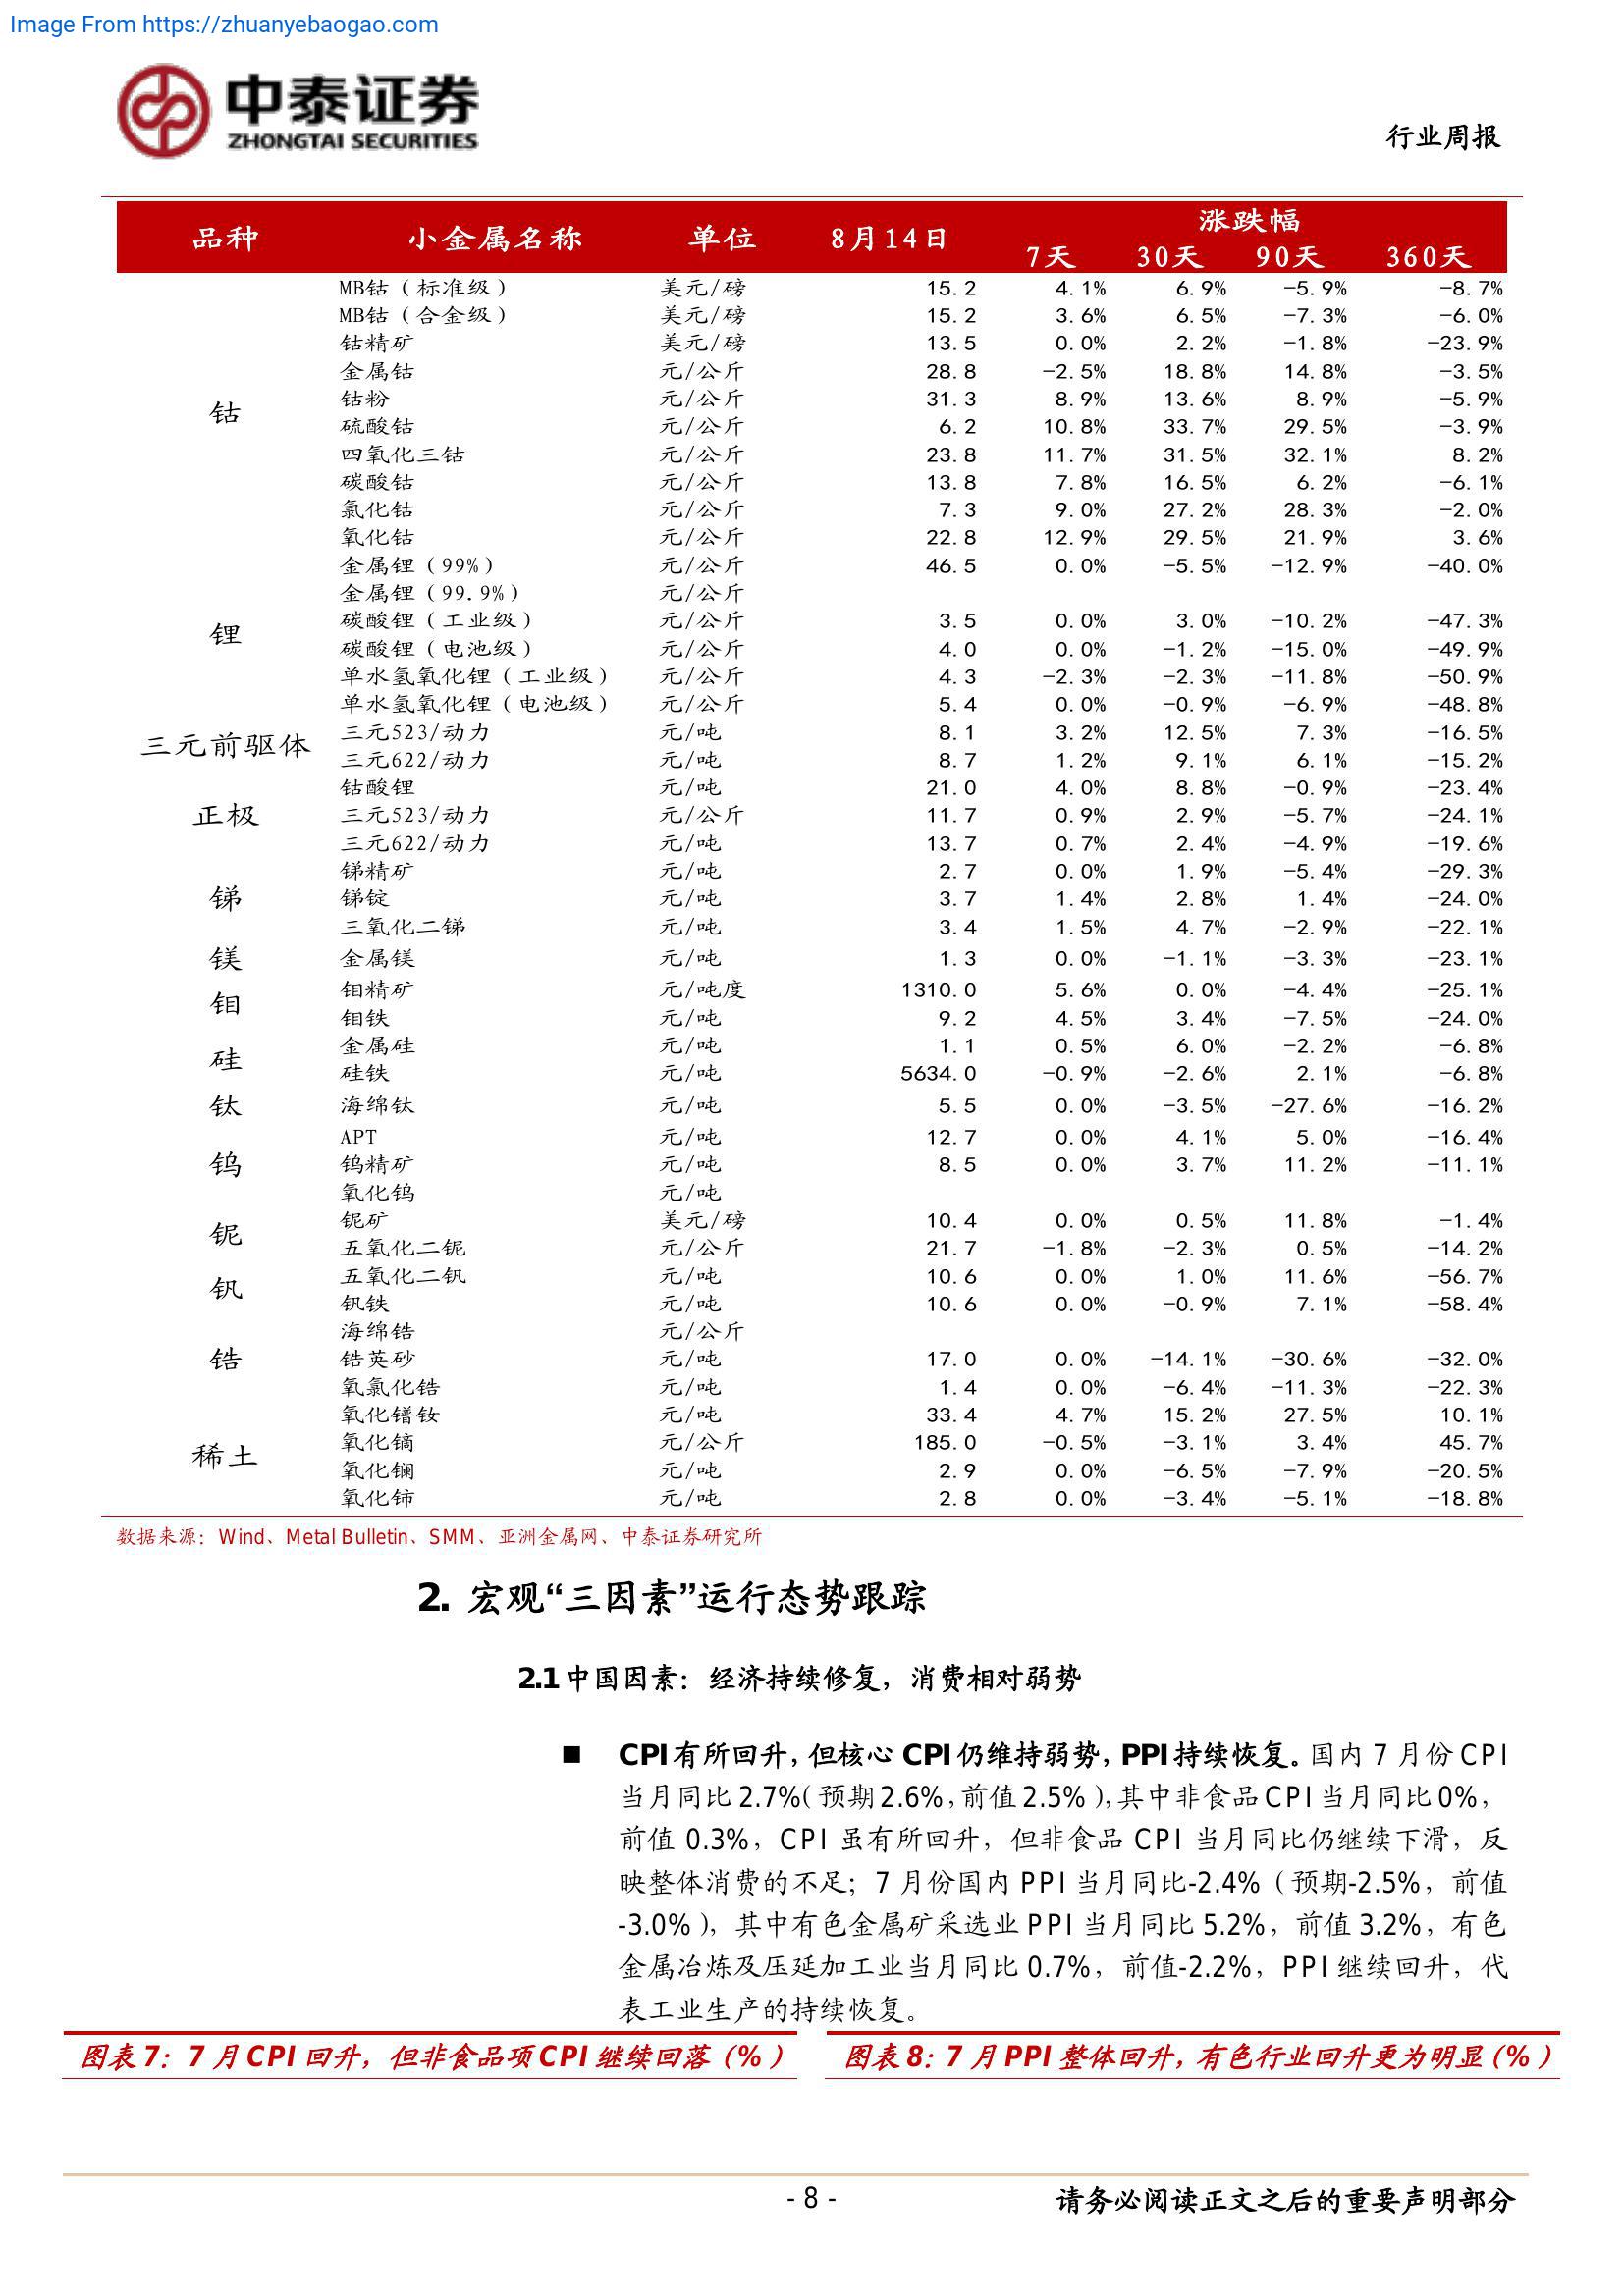 Image From https://zhuanyebaogao.com
中泰证券
ZHONGTAI SECURITIES
行业周报
品种 小金属名称 单位 8月14日 涨跌幅
7天 30天 90天 360天
MB钴（标准级） 美元/磅 15.2 4.1% 6.9% -5.9% -8.7%
MB钴（合金级） 美元/磅 15.2 3.6% 6.5% -7.3% -6.0%
钴精矿 美元/磅 13.5 0.0% 2.2% -1.8% -23.9%
金属钴 元/公斤 28.8 -2.5% 18.8% 14.8% -3.5%
钴 钴粉 元/公斤 31.3 8.9% 13.6% 8.9% -5.9%
硫酸钴 元/公斤 6.2 10.8% 33.7% 29.5% -3.9%
四氧化三钴 元/公斤 23.8 11.7% 31.5% 32.1% 8.2%
碳酸钴 元/公斤 13.8 7.8% 16.5% 6.2% -6.1%
氯化钴 元/公斤 7.3 9.0% 27.2% 28.3% -2.0%
氧化钴 元/公斤 22.8 12.9% 29.5% 21.9% 3.6%
金属锂（99%） 元/公斤 46.5 0.0% -5.5% -12.9% -40.0%
金属锂（99.9%） 元/公斤
锂 碳酸锂（工业级） 元/公斤 3.5 0.0% 3.0% -10.2% -47.3%
碳酸锂（电池级） 元/公斤 4.0 0.0% -1.2% -15.0% -49.9%
单水氢氧化锂（工业级） 元/公斤 4.3 -2.3% -2.3% -11.8% -50.9%
单水氢氧化锂（电池级） 元/公斤 5.4 0.0% -0.9% -6.9% -48.8%
三元前驱体 三元523/动力 元/吨 8.1 3.2% 12.5% 7.3% -16.5%
三元622/动力 元/吨 8.7 1.2% 9.1% 6.1% -15.2%
钴酸锂 元/吨 21.0 4.0% 8.8% -0.9% -23.4%
正极 三元523/动力 元/公斤 11.7 0.9% 2.9% -5.7% -24.1%
三元622/动力 元/吨 13.7 0.7% 2.4% -4.9% -19.6%
锑精矿 元/吨 2.7 0.0% 1.9% -5.4% -29.3%
锑 锑锭 元/吨 3.7 1.4% 2.8% 1.4% -24.0%
三氧化二锑 元/吨 3.4 1.5% 4.7% -2.9% -22.1%
镁 金属镁 元/吨 1.3 0.0% -1.1% -3.3% -23.1%
钼 钼精矿 元/吨度 1310.0 5.6% 0.0% -4.4% -25.1%
钼铁 元/吨 9.2 4.5% 3.4% -7.5% -24.0%
硅 金属硅 元/吨 1.1 0.5% 6.0% -2.2% -6.8%
硅铁 元/吨 5634.0 -0.9% -2.6% 2.1% -6.8%
钛 海绵钛 元/吨 5.5 0.0% -3.5% -27.6% -16.2%
APT 元/吨 12.7 0.0% 4.1% 5.0% -16.4%
钨 钨精矿 元/吨 8.5 0.0% 3.7% 11.2% -11.1%
氧化钨 元/吨
铌 铌矿 美元/磅 10.4 0.0% 0.5% 11.8% -1.4%
五氧化二铌 元/公斤 21.7 -1.8% -2.3% 0.5% -14.2%
钒 五氧化二钒 元/吨 10.6 0.0% 1.0% 11.6% -56.7%
钒铁 元/吨 10.6 0.0% -0.9% 7.1% -58.4%
海绵锆 元/公斤
锆 锆英砂 元/吨 17.0 0.0% -14.1% -30.6% -32.0%
氧氯化锆 元/吨 1.4 0.0% -6.4% -11.3% -22.3%
氧化镨钕 元/吨 33.4 4.7% 15.2% 27.5% 10.1%
稀土 氧化镝 元/公斤 185.0 -0.5% -3.1% 3.4% 45.7%
氧化镧 元/吨 2.9 0.0% -6.5% -7.9% -20.5%
氧化铈 元/吨 2.8 0.0% -3.4% -5.1% -18.8%
数据来源：Wind、Metal Bulletin、SMM、亚洲金属网、中泰证券研究所
2. 宏观“三因素”运行态势跟踪
2.1 中国因素：经济持续修复，消费相对弱势
■ CPI 有所回升，但核心 CPI 仍维持弱势，PPI 持续恢复。国内 7 月份 CPI
当月同比 2.7%（预期 2.6%，前值 2.5%），其中非食品 CPI 当月同比 0%，
前值 0.3%，CPI 虽有所回升，但非食品 CPI 当月同比仍继续下滑，反
映整体消费的不足；7 月份国内 PPI 当月同比-2.4%（预期-2.5%，前值
-3.0%），其中有色金属矿采选业 PPI 当月同比 5.2%，前值 3.2%，有色
金属冶炼及压延加工业当月同比 0.7%，前值-2.2%，PPI 继续回升，代
表工业生产的持续恢复。
图表 7：7 月 CPI 回升，但非食品项 CPI 继续回落（%）
图表 8：7 月 PPI 整体回升，有色行业回升更为明显（%）
- 8 -
请务必阅读正文之后的重要声明部分